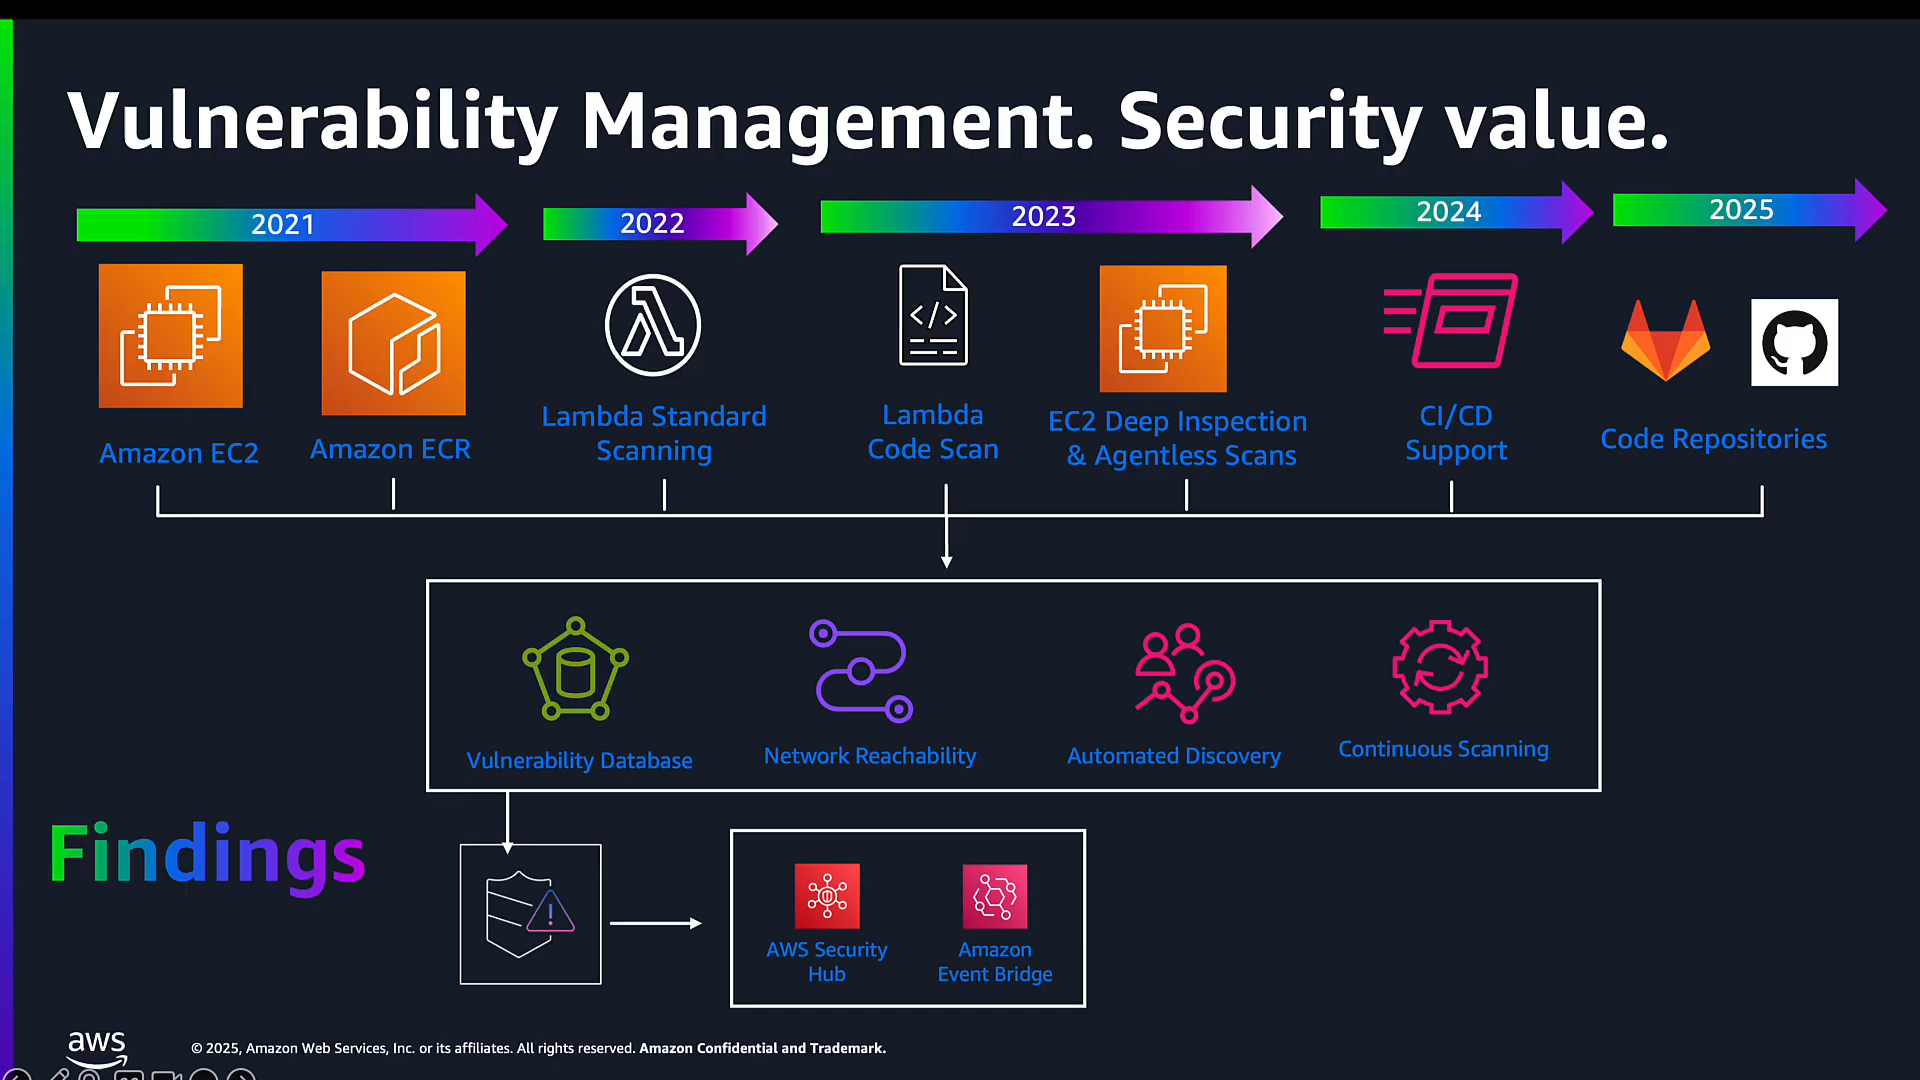 Vulnerability Management. Security value.
2021
2022
2023
2024
2025
Amazon EC2
Amazon ECR
Lambda Standard
Scanning
Lambda
Code Scan
EC2 Deep Inspection
& Agentless Scans
CI/CD
Support
Code Repositories
Vulnerability Database
Network Reachability
Automated Discovery
Continuous Scanning
Findings
AWS Security
Hub
Amazon
Event Bridge
aws
© 2025, Amazon Web Services, Inc. or its affiliates. All rights reserved. Amazon Confidential and Trademark.